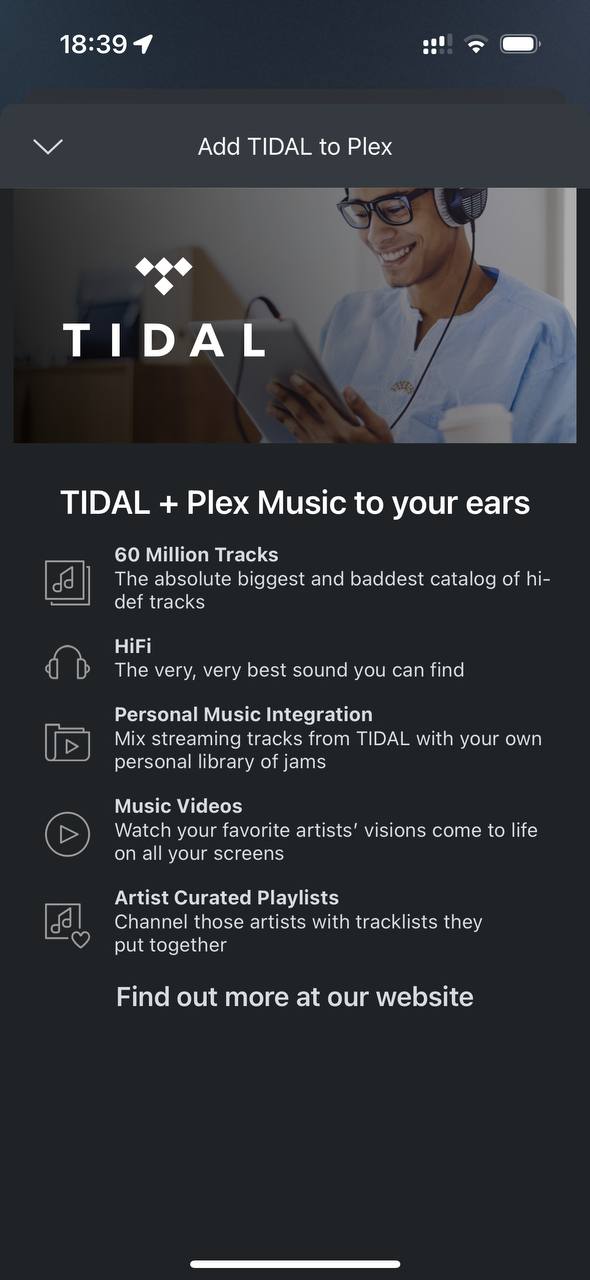 18:39
Add TIDAL to Plex
TIDAL
TIDAL + Plex Music to your ears
60 Million Tracks
The absolute biggest and baddest catalog of hi-
def tracks
HiFi
The very, very best sound you can find
Personal Music Integration
Mix streaming tracks from TIDAL with your own
personal library of jams
Music Videos
Watch your favorite artists’ visions come to life
on all your screens
Artist Curated Playlists
Channel those artists with tracklists they
put together
Find out more at our website